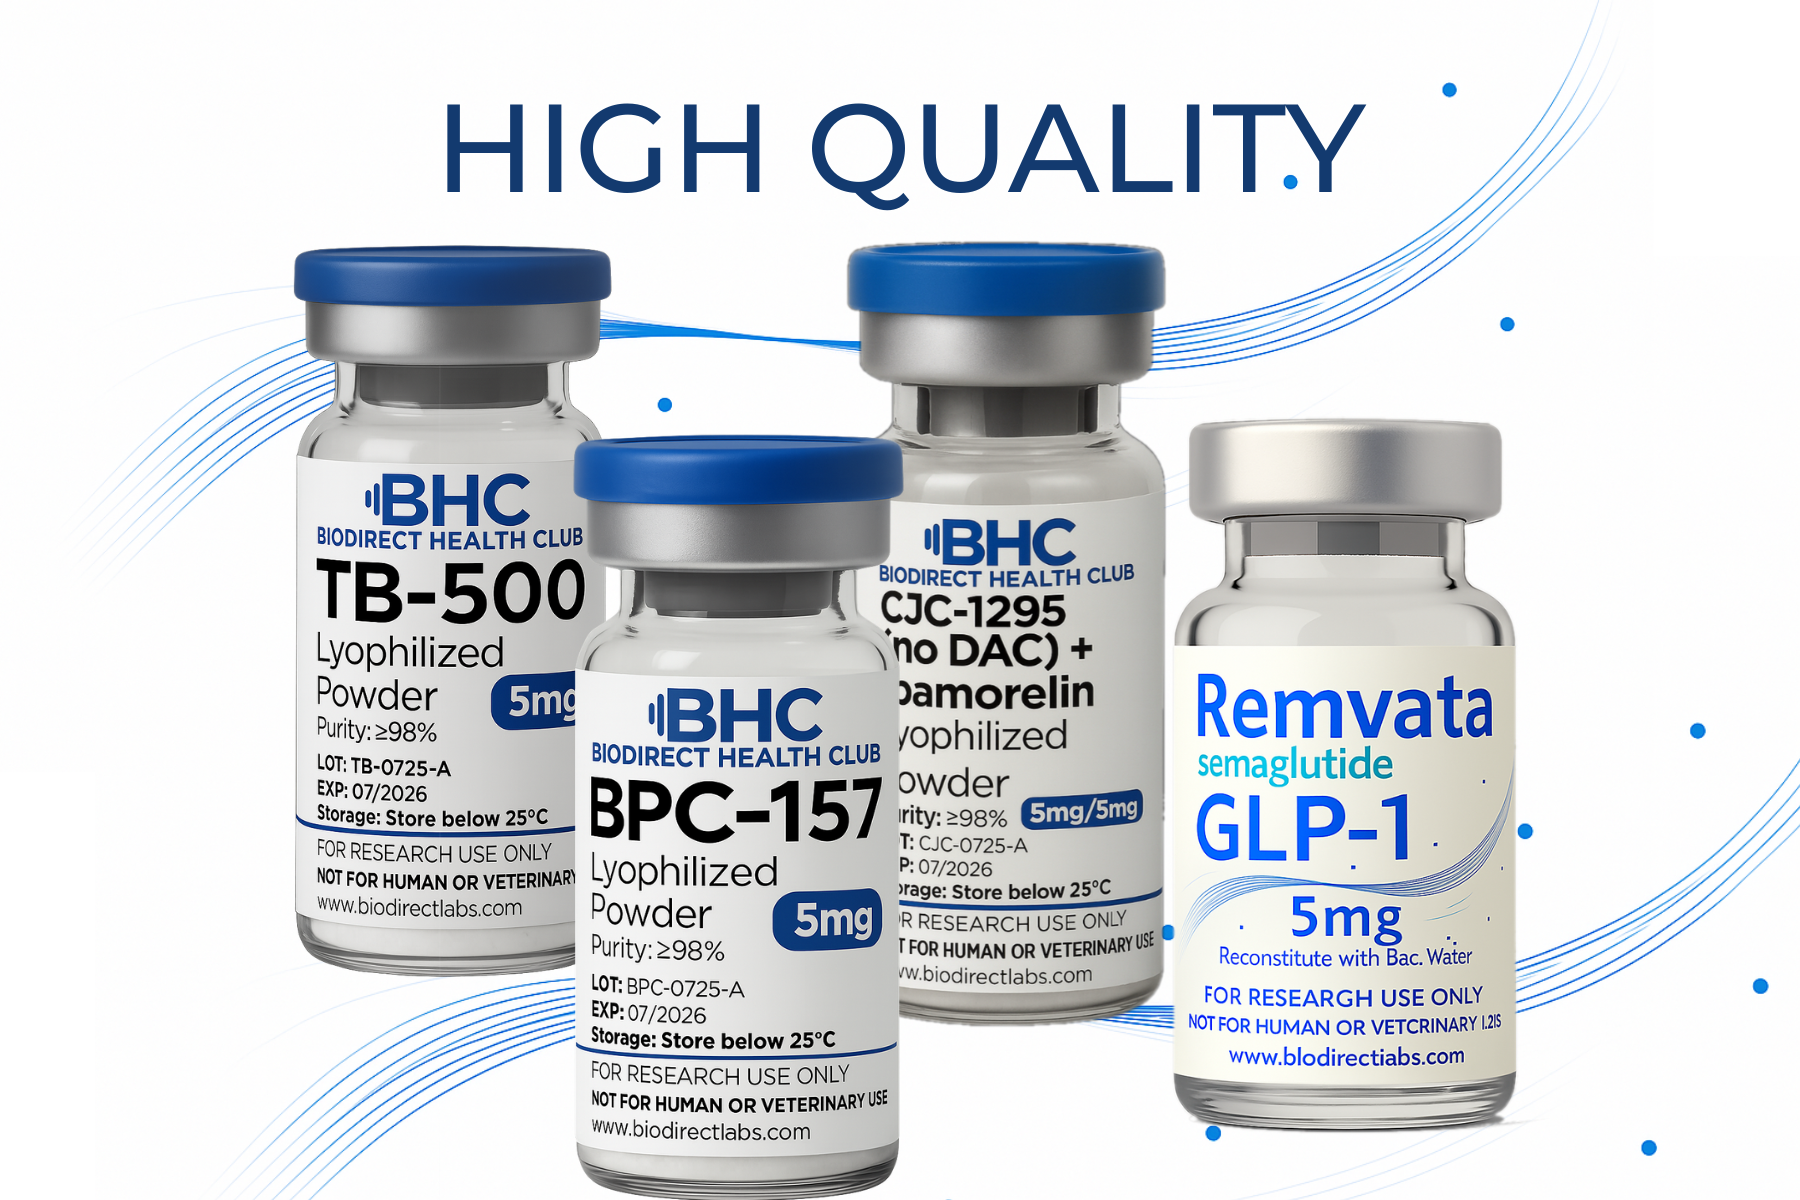 HIGH QUALITY
BHC
BIODIRECT HEALTH CLUB
TB-500
Lyophilized
Powder
5mg
Purity: ≥98%
LOT: TB-0725-A
EXP: 07/2026
Storage: Store below 25°C
FOR RESEARCH USE ONLY
NOT FOR HUMAN OR VETERINARY
www.biodirectlabs.com
BHC
BIODIRECT HEALTH CLUB
BPC-157
Lyophilized
Powder
5mg
Purity: ≥98%
LOT: BPC-0725-A
EXP: 07/2026
Storage: Store below 25°C
FOR RESEARCH USE ONLY
NOT FOR HUMAN OR VETERINARY USE
www.biodirectlabs.com
BHC
BIODIRECT HEALTH CLUB
CJC-1295
no DAC) +
pamorelin
yophilized
owder
rity: ≥98%
5mg/5mg
T: CJC-0725-A
P: 07/2026
orage: Store below 25°C
R RESEARCH USE ONLY
T FOR HUMAN OR VETERINARY USE
w.biodirectlabs.com
Remvata
semaglutide
GLP-1
5mg
Reconstitute with Bac. Water
FOR RESEARGH USE ONLY
NOT FOR HUMAN OR VETCRINARY I.2IS
www.blodirectiabs.com